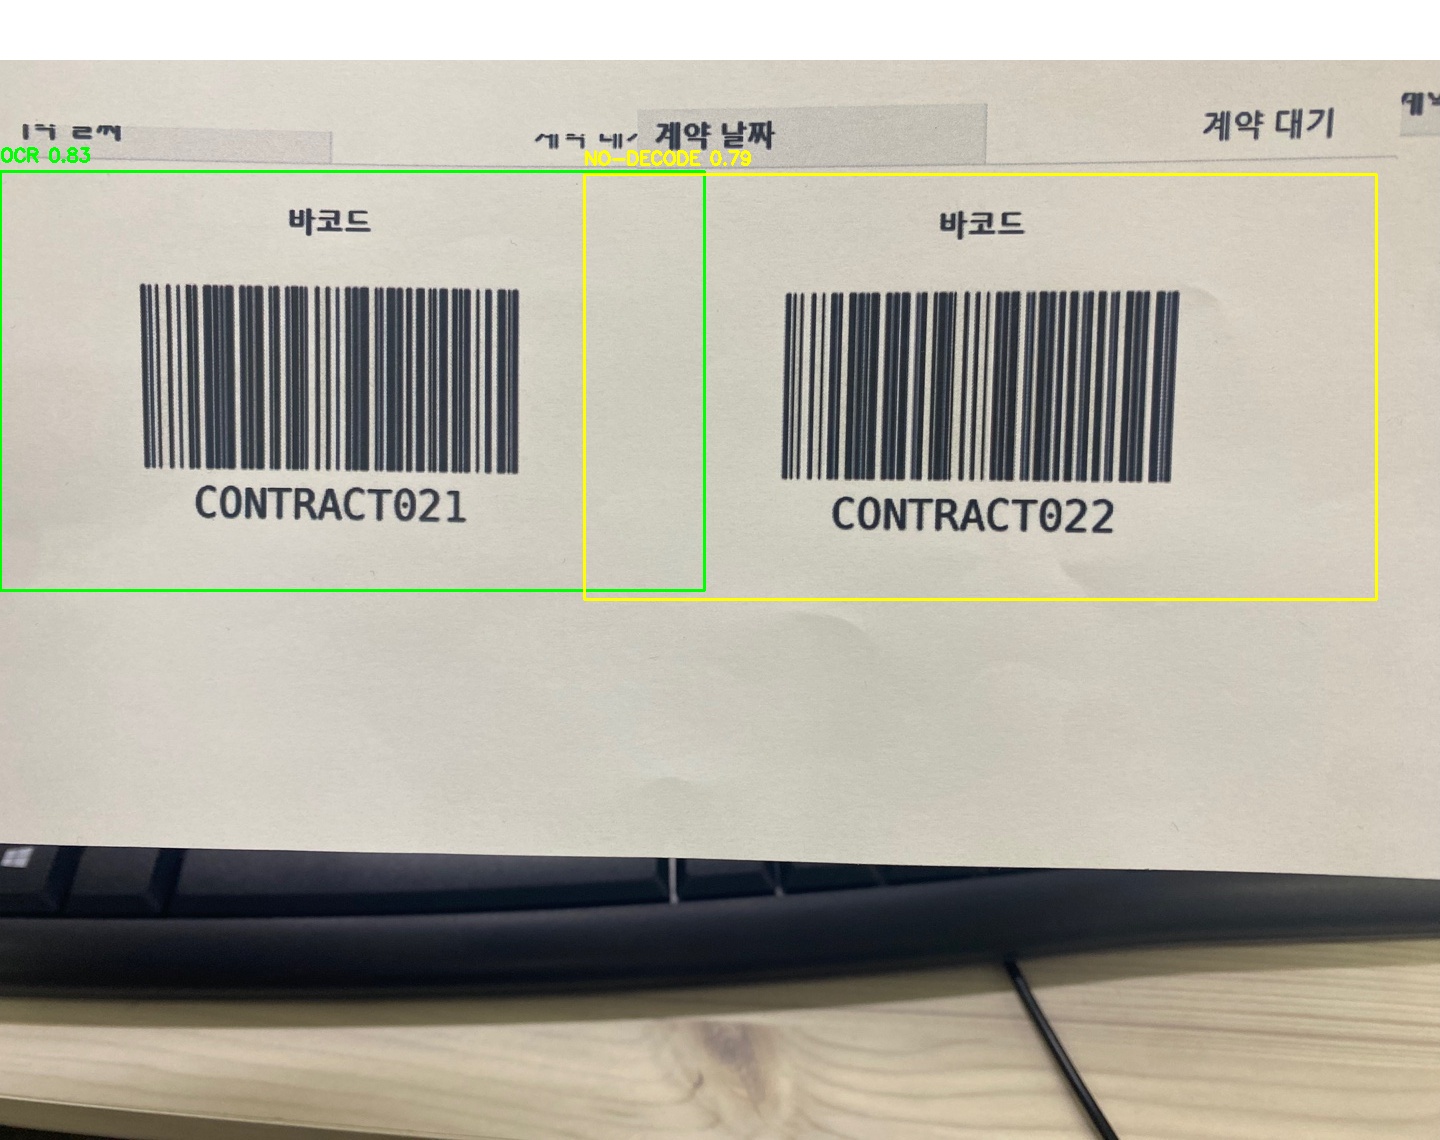 계약 날짜
계약 대기
OCR 0.83
NO-DECODE 0.79
바코드
바코드
CONTRACT021
CONTRACT022